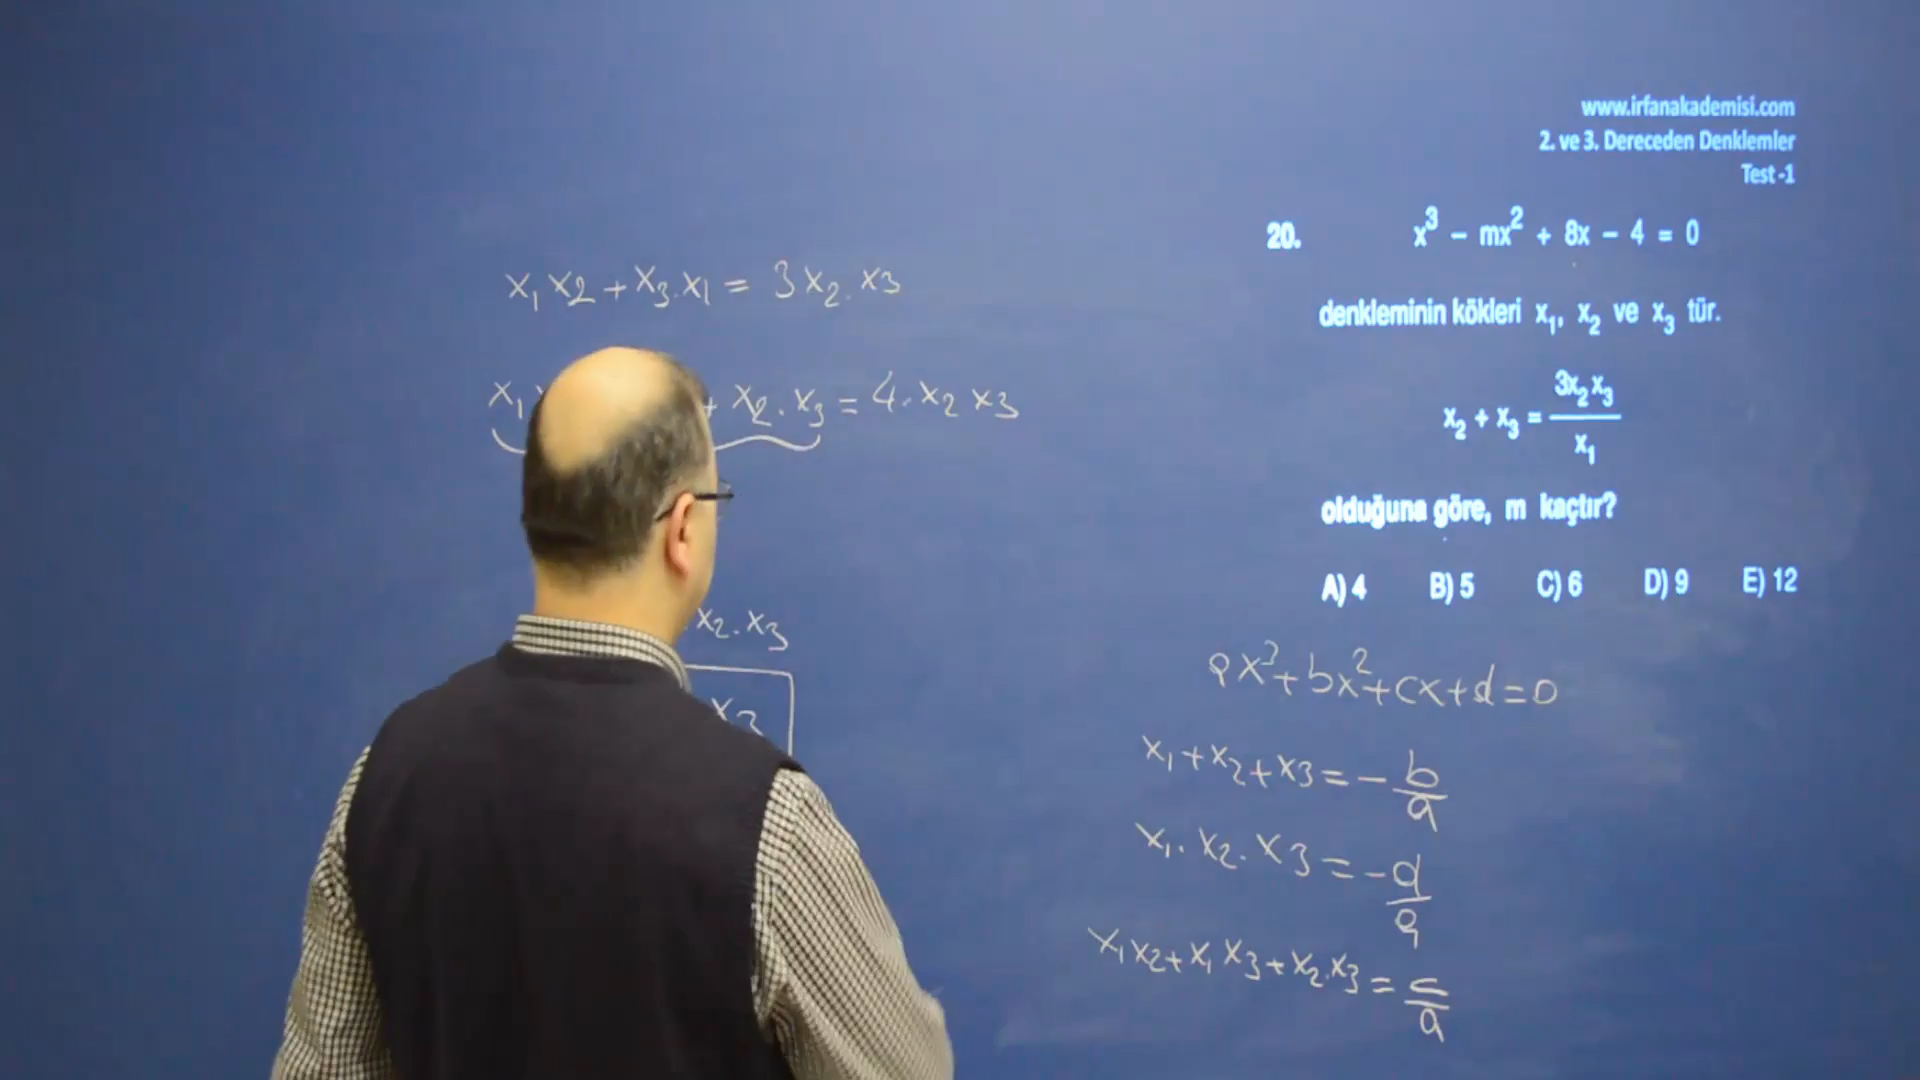 www.irfanakademisi.com
2. ve 3. Dereceden Denklemler
Test -1
20. x³ - mx² + 8x - 4 = 0
denkleminin kökleri x₁, x₂ ve x₃ tür.
x₂ + x₃ = 3x₂x₃ / x₁
olduğuna göre, m kaçtır?
A) 4 B) 5 C) 6 D) 9 E) 12
x₁x₂ + x₃.x₁ = 3x₂.x₃
x₁ + x₂.x₃ = 4.x₂x₃
x₂.x₃
ax³+bx²+cx+d=0
x₁+x₂+x₃=-b/a
x₁.x₂.x₃=-d/a
x₁x₂+x₁x₃+x₂.x₃=c/a